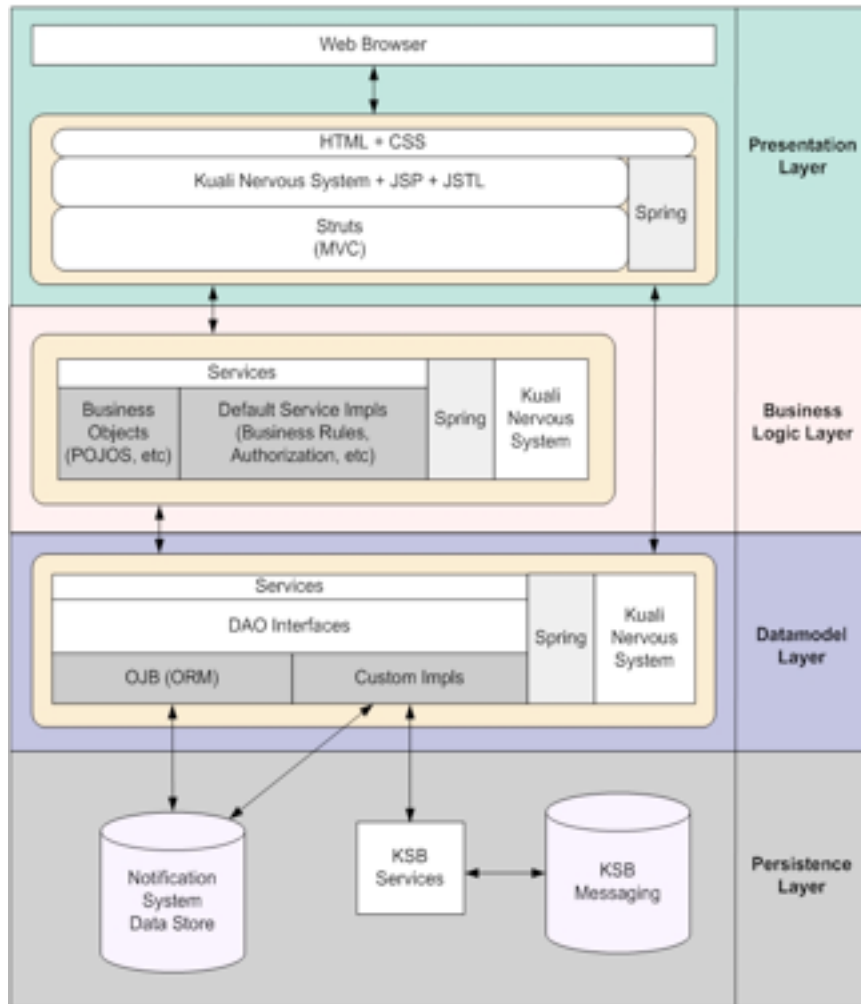 Web Browser
HTML + CSS
Kuali Nervous System + JSP + JSTL
Struts
(MVC)
Spring
Presentation
Layer
Services
Business
Objects
(POJOS, etc)
Default Service Impls
(Business Rules,
Authorization, etc)
Spring
Kuali
Nervous
System
Business
Logic Layer
Services
DAO Interfaces
OJB (ORM)
Custom Impls
Spring
Kuali
Nervous
System
Datamodel
Layer
Notification
System
Data Store
KSB
Services
KSB
Messaging
Persistence
Layer